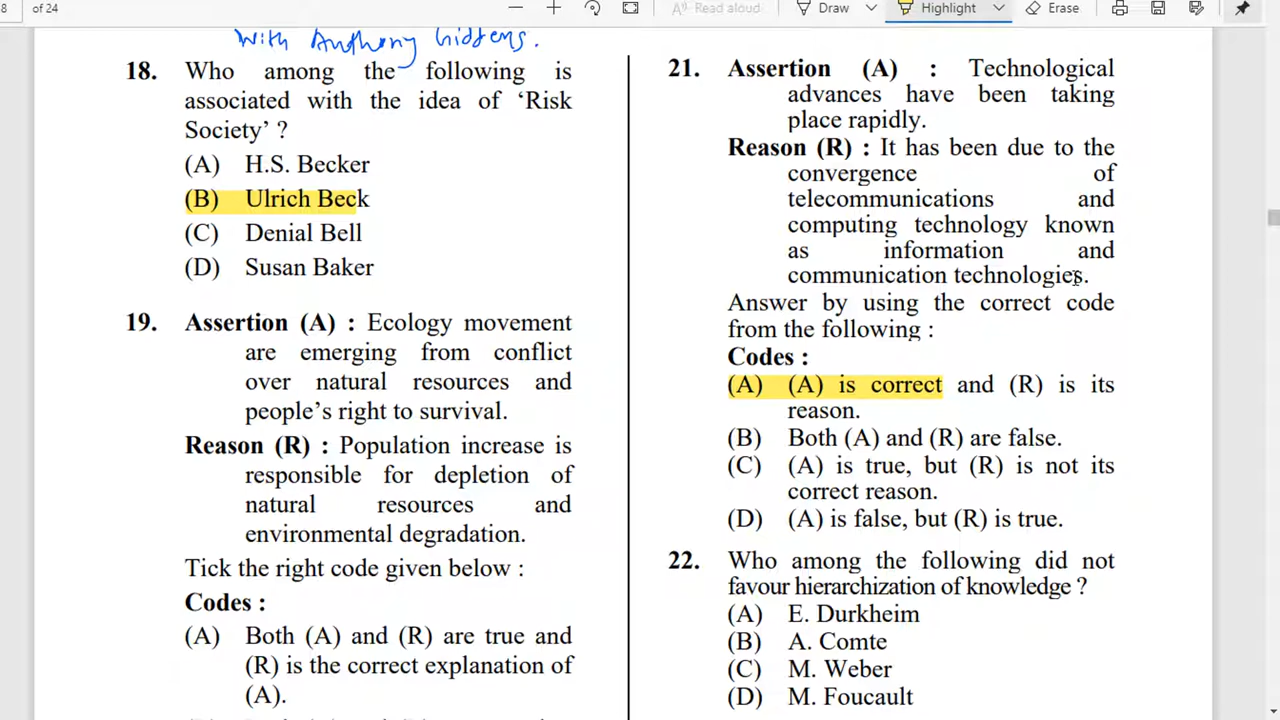 8 of 24
Read aloud
Draw
Highlight
Erase
with Anthony Giddens.
18. Who among the following is
associated with the idea of ‘Risk
Society’ ?
(A) H.S. Becker
(B) Ulrich Beck
(C) Denial Bell
(D) Susan Baker
19. Assertion (A) : Ecology movement
are emerging from conflict
over natural resources and
people’s right to survival.
Reason (R) : Population increase is
responsible for depletion of
natural resources and
environmental degradation.
Tick the right code given below :
Codes :
(A) Both (A) and (R) are true and
(R) is the correct explanation of
(A).
21. Assertion (A) : Technological
advances have been taking
place rapidly.
Reason (R) : It has been due to the
convergence of
telecommunications and
computing technology known
as information and
communication technologies.
Answer by using the correct code
from the following :
Codes :
(A) (A) is correct and (R) is its
reason.
(B) Both (A) and (R) are false.
(C) (A) is true, but (R) is not its
correct reason.
(D) (A) is false, but (R) is true.
22. Who among the following did not
favour hierarchization of knowledge ?
(A) E. Durkheim
(B) A. Comte
(C) M. Weber
(D) M. Foucault